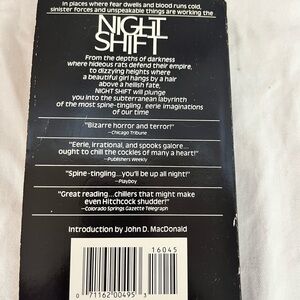 In places where fear dwells and blood runs cold,
sinister forces and unspeakable things are working the
NIGHT
SHIFT
From the depths of darkness
where hideous rats defend their empire,
to dizzying heights where
a beautiful girl hangs by a hair
above a hellish fate,
NIGHT SHIFT will plunge
you into the subterranean labyrinth
of the most spine-tingling, eerie imaginations
of our time
"Bizarre horror and terror!"
—Chicago Tribune
"Eerie, irrational, and spooks galore...
ought to chill the cockles of many a heart!"
—Publishers Weekly
"Spine-tingling...you'll be up all night!"
—Playboy
"Great reading...chillers that might make
even Hitchcock shudder!"
—Colorado Springs Gazette Telegraph
Introduction by John D. MacDonald
16045
0 71162 00495 3